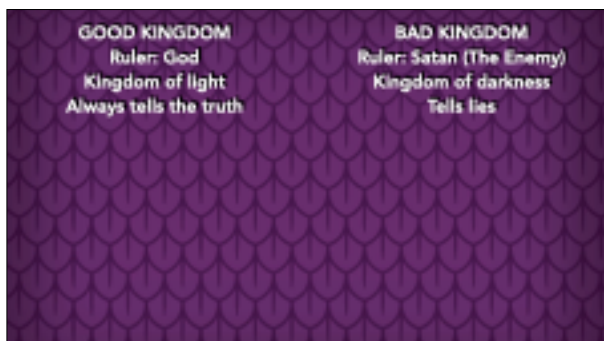 GOOD KINGDOM
Ruler: God
Kingdom of light
Always tells the truth
BAD KINGDOM
Ruler: Satan (The Enemy)
Kingdom of darkness
Tells lies